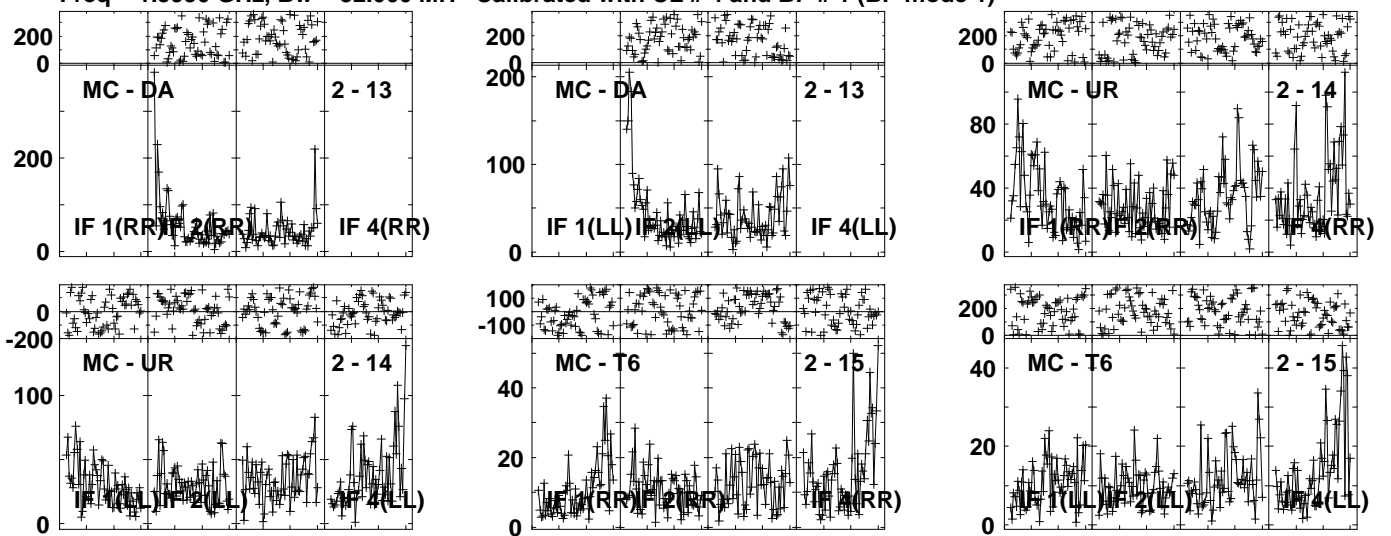 200
0
MC - DA
2 - 13
200
0
IF 1(RR)
IF 2(RR)
IF 4(RR)
200
0
MC - DA
2 - 13
200
100
0
IF 1(LL)
IF 2(LL)
IF 4(LL)
200
0
MC - UR
2 - 14
80
40
0
IF 1(RR)
IF 2(RR)
IF 4(RR)
0
-200
MC - UR
2 - 14
100
0
IF 1(LL)
IF 2(LL)
IF 4(LL)
100
-100
MC - T6
2 - 15
40
20
0
IF 1(RR)
IF 2(RR)
IF 4(RR)
200
0
MC - T6
2 - 15
40
20
0
IF 1(LL)
IF 2(LL)
IF 4(LL)